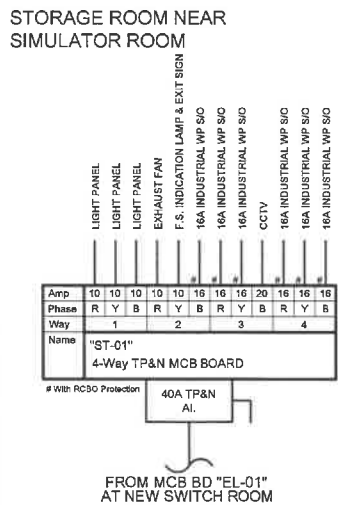 STORAGE ROOM NEAR
SIMULATOR ROOM
LIGHT PANEL
LIGHT PANEL
LIGHT PANEL
EXHAUST FAN
F.S. INDICATION LAMP & EXIT SIGN
16A INDUSTRIAL WP S/O
16A INDUSTRIAL WP S/O
16A INDUSTRIAL WP S/O
CCTV
16A INDUSTRIAL WP S/O
16A INDUSTRIAL WP S/O
16A INDUSTRIAL WP S/O
# # # # # #
Amp 10 10 10 10 10 16 16 16 20 16 16 16
Phase R Y B R Y B R Y B R Y B
Way 1 2 3 4
Name "ST-01"
4-Way TP&N MCB BOARD
# With RCBO Protection
40A TP&N
AI.
FROM MCB BD "EL-01"
AT NEW SWITCH ROOM